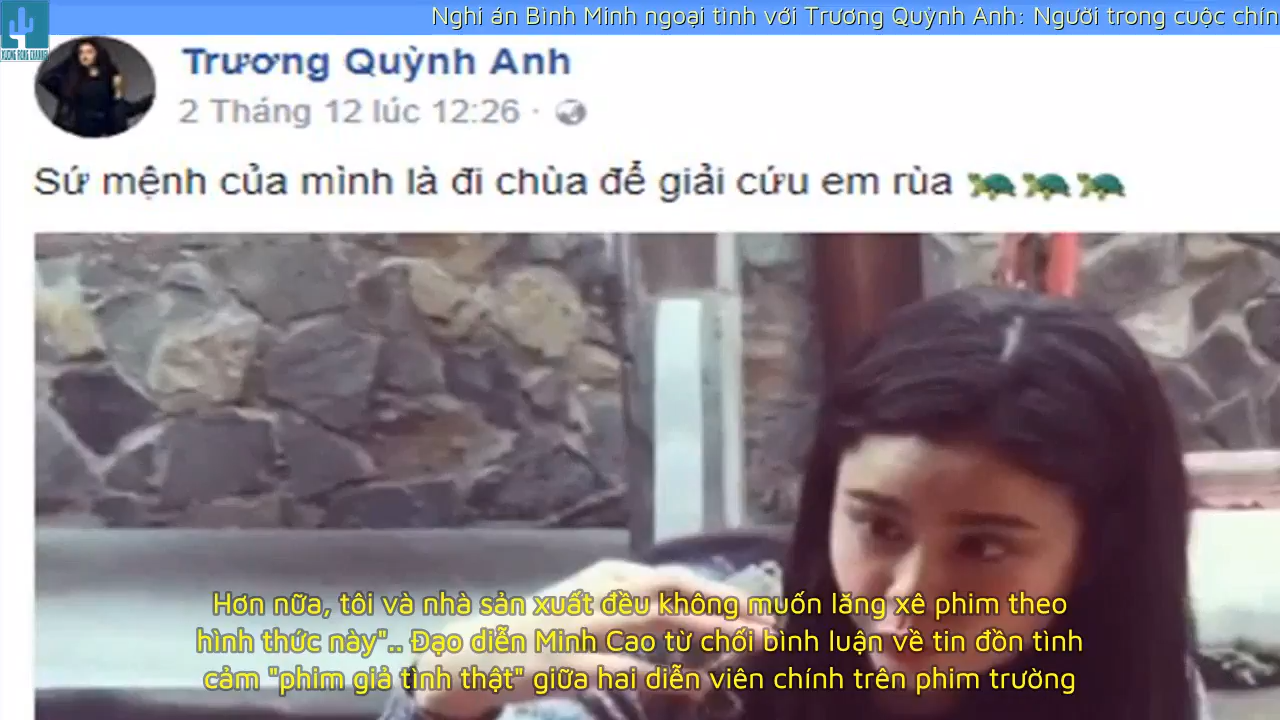 Nghi án Bình Minh ngoại tình với Trương Quỳnh Anh: Người trong cuộc chín
XUONG RONG CHANNEL
Trương Quỳnh Anh
2 Tháng 12 lúc 12:26 ·
Sứ mệnh của mình là đi chùa để giải cứu em rùa 🐢🐢🐢
Hơn nữa, tôi và nhà sản xuất đều không muốn lăng xê phim theo
hình thức này".. Đạo diễn Minh Cao từ chối bình luận về tin đồn tình
cảm "phim giả tình thật" giữa hai diễn viên chính trên phim trường